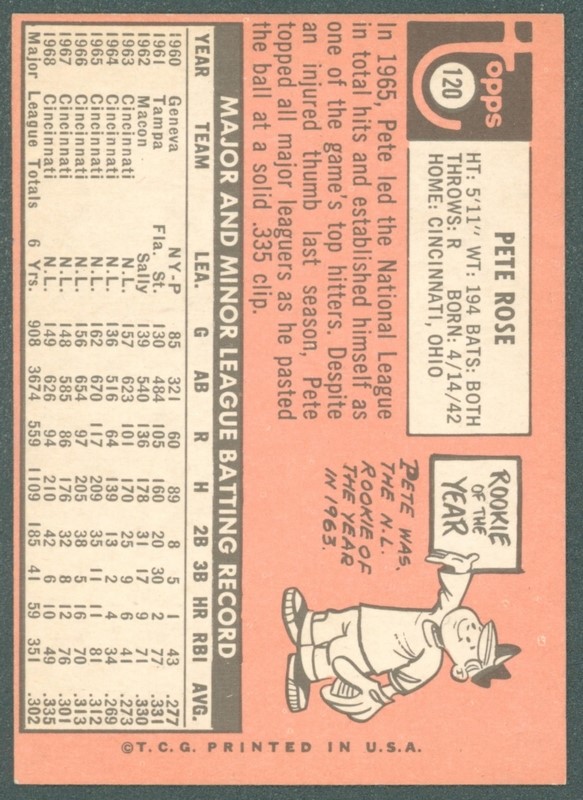 Topps
120
PETE ROSE
HT: 5'11" WT: 194 BATS: BOTH
THROWS: R BORN: 4/14/42
HOME: CINCINNATI, OHIO
In 1965, Pete led the National League
in total hits and established himself as
one of the game's top hitters. Despite
an injured thumb last season, Pete
topped all major leaguers as he pasted
the ball at a solid .335 clip.
ROOKIE
OF THE
YEAR
PETE WAS
THE N.L.
ROOKIE OF
THE YEAR
IN 1963.
MAJOR AND MINOR LEAGUE BATTING RECORD
YEAR TEAM LEA. G AB R H 2B 3B HR RBI AVG.
1960 Geneva NY-P 85 321 60 89 8 5 1 43 .277
1961 Tampa Fla. St. 130 484 105 160 20 30 2 77 .331
1962 Macon Sally 139 540 136 178 31 17 9 71 .330
1963 Cincinnati N.L. 157 623 101 170 25 9 6 41 .273
1964 Cincinnati N.L. 136 516 64 139 13 2 4 34 .269
1965 Cincinnati N.L. 162 670 117 209 35 11 11 81 .312
1966 Cincinnati N.L. 156 654 97 205 38 5 16 70 .313
1967 Cincinnati N.L. 148 585 86 176 32 8 12 76 .301
1968 Cincinnati N.L. 149 626 94 210 42 6 10 49 .335
Major League Totals 6 Yrs. 908 3674 559 1109 185 41 59 351 .302
©T.C.G. PRINTED IN U.S.A.